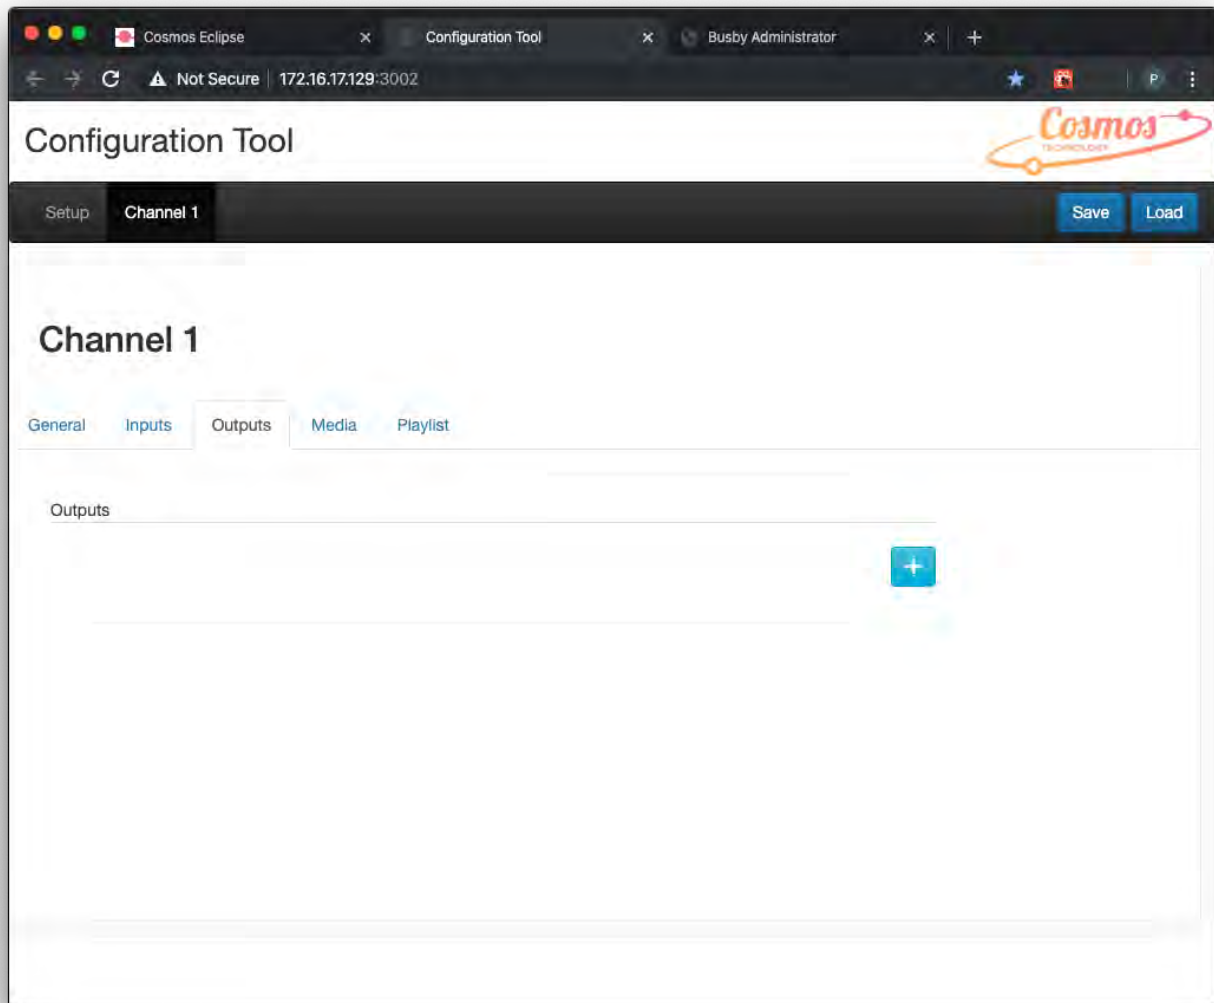 Cosmos Eclipse × Configuration Tool × Busby Administrator × +
Not Secure | 172.16.17.129:3002 P
Configuration Tool
Cosmos
TECHNOLOGY
Setup Channel 1 Save Load
Channel 1
General Inputs Outputs Media Playlist
Outputs
+